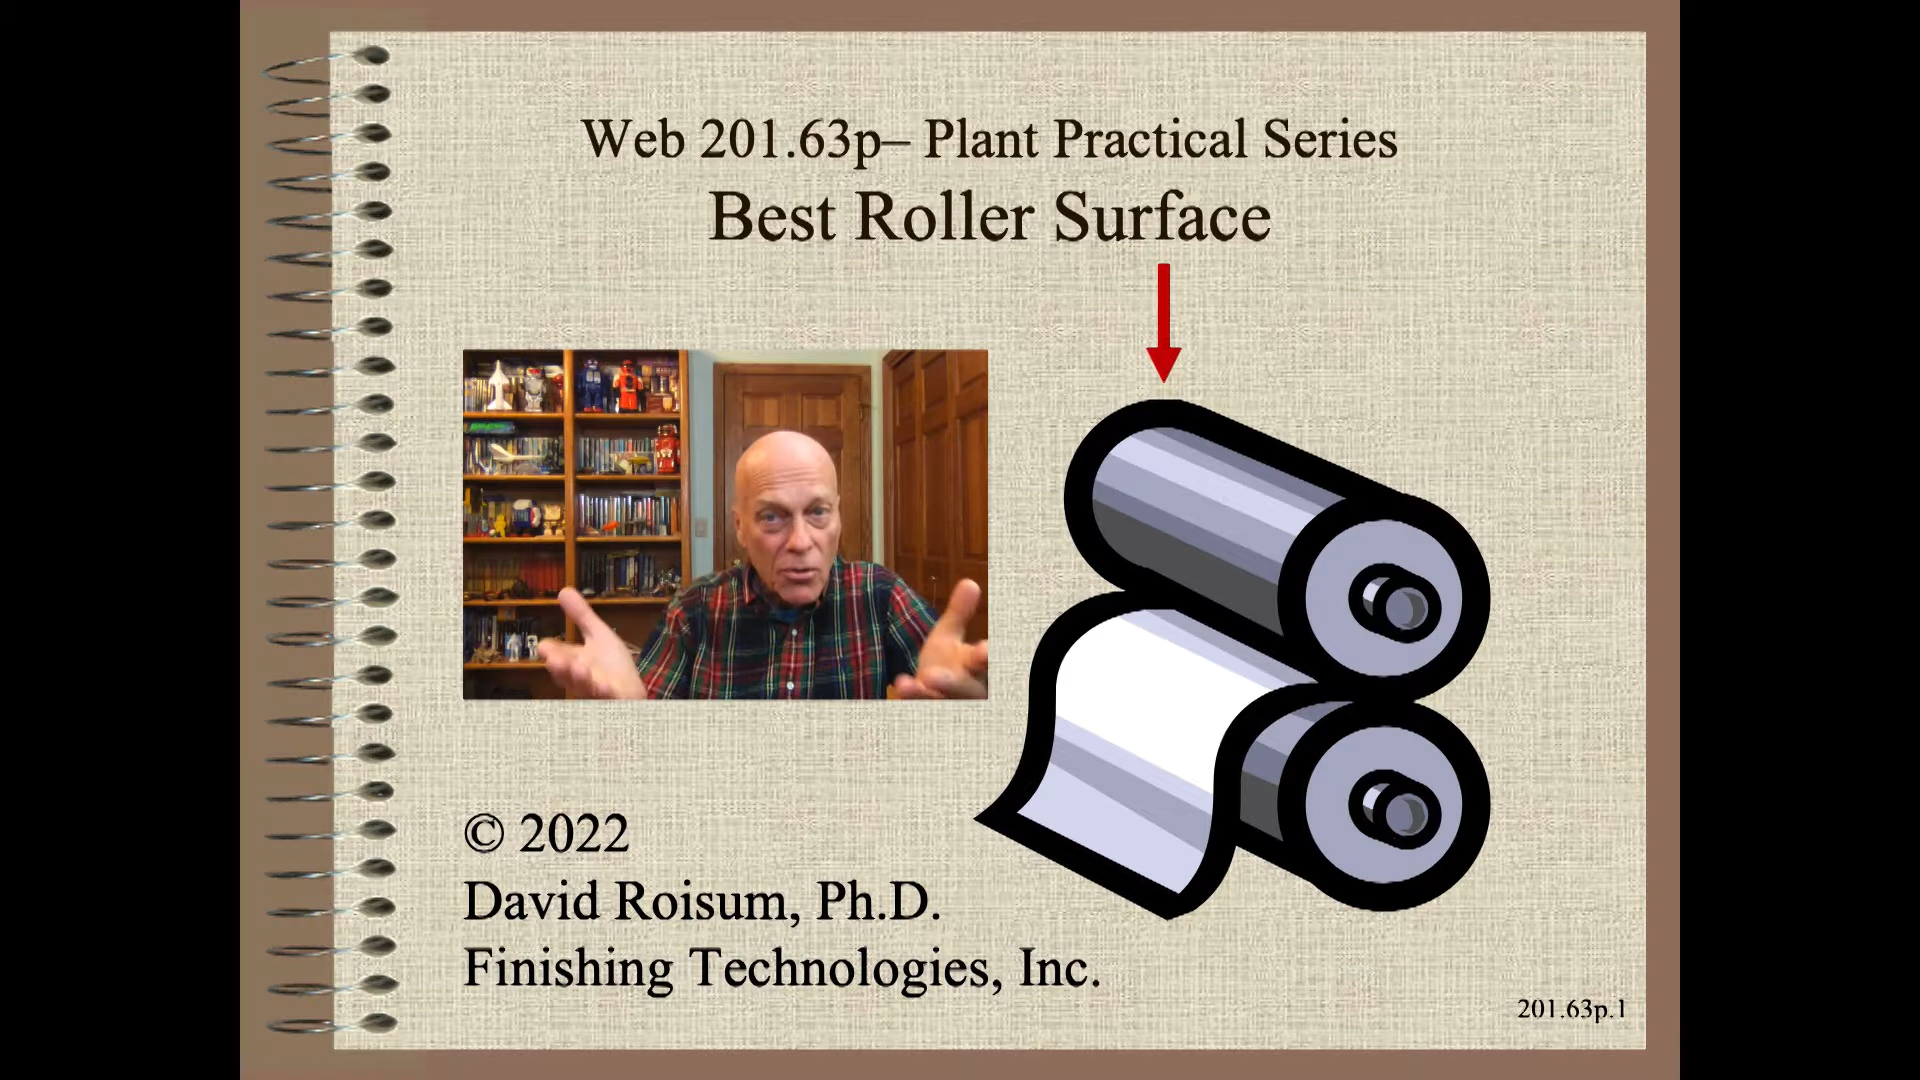 Web 201.63p– Plant Practical Series
Best Roller Surface
© 2022
David Roisum, Ph.D.
Finishing Technologies, Inc.
201.63p.1